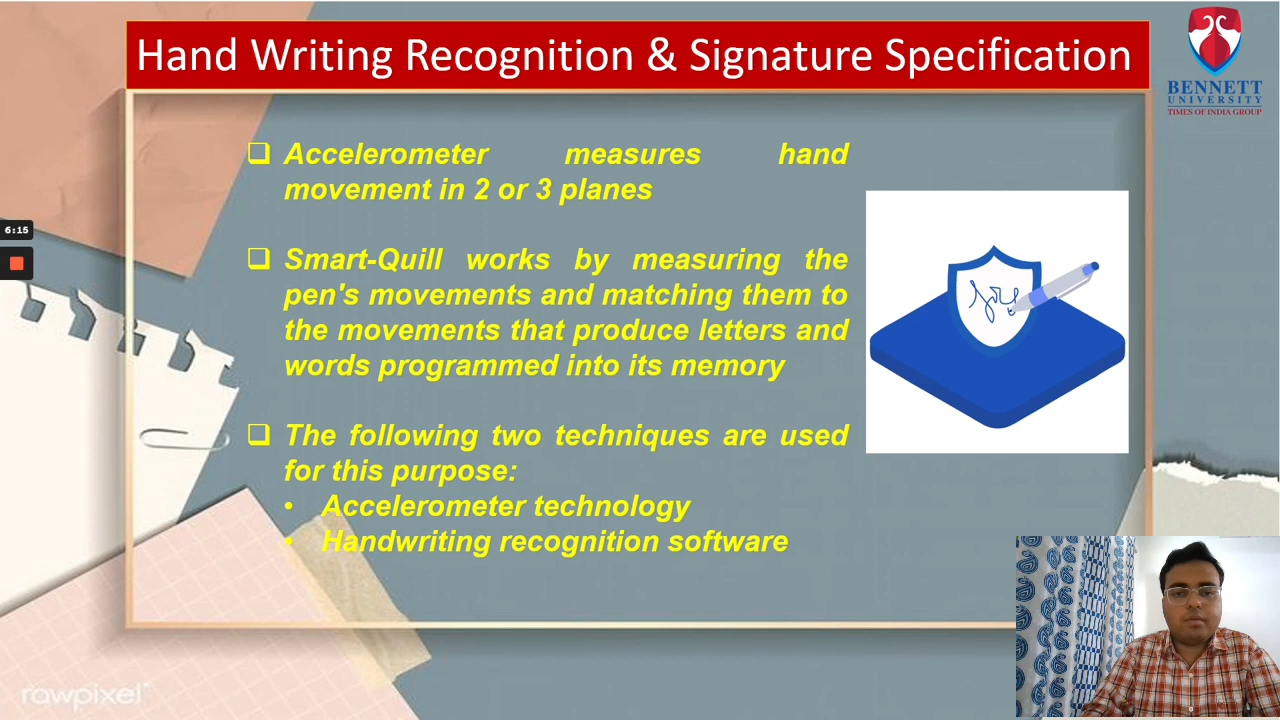 Hand Writing Recognition & Signature Specification
BENNETT
UNIVERSITY
TIMES OF INDIA GROUP
Accelerometer measures hand
movement in 2 or 3 planes
6:15
Smart-Quill works by measuring the
pen's movements and matching them to
the movements that produce letters and
words programmed into its memory
The following two techniques are used
for this purpose:
• Accelerometer technology
• Handwriting recognition software
rawpixel